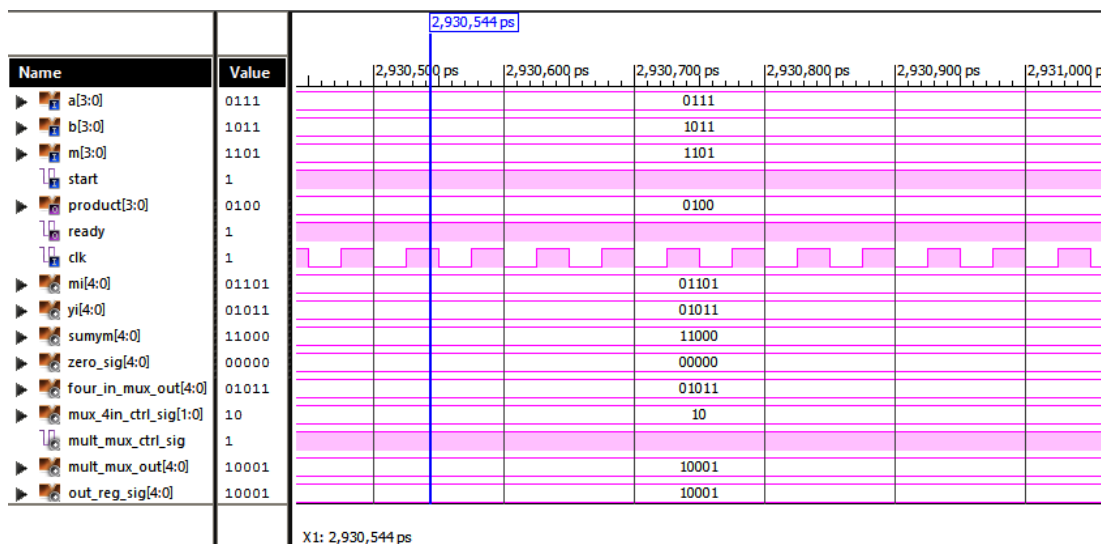 2,930,544 ps
Name Value 2,930,500 ps 2,930,600 ps 2,930,700 ps 2,930,800 ps 2,930,900 ps 2,931,000 p
a[3:0] 0111 0111
b[3:0] 1011 1011
m[3:0] 1101 1101
start 1
product[3:0] 0100 0100
ready 1
clk 1
mi[4:0] 01101 01101
yi[4:0] 01011 01011
sumym[4:0] 11000 11000
zero_sig[4:0] 00000 00000
four_in_mux_out[4:0] 01011 01011
mux_4in_ctrl_sig[1:0] 10 10
mult_mux_ctrl_sig 1
mult_mux_out[4:0] 10001 10001
out_reg_sig[4:0] 10001 10001
X1: 2,930,544 ps